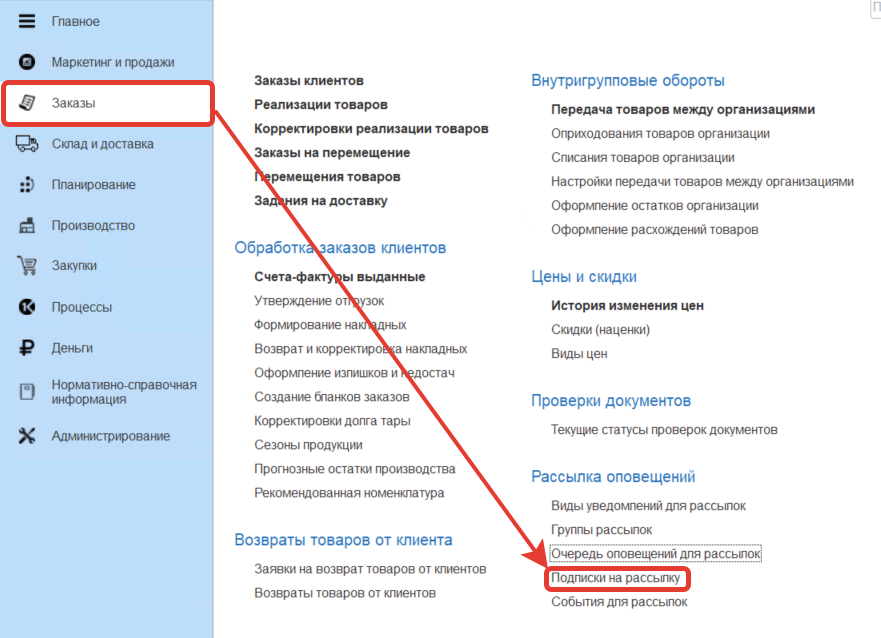 Главное
Маркетинг и продажи
Заказы
Склад и доставка
Планирование
Производство
Закупки
Процессы
Деньги
Нормативно-справочная
информация
Администрирование
Заказы клиентов
Реализации товаров
Корректировки реализации товаров
Заказы на перемещение
Перемещения товаров
Задания на доставку
Обработка заказов клиентов
Счета-фактуры выданные
Утверждение отгрузок
Формирование накладных
Возврат и корректировка накладных
Оформление излишков и недостач
Создание бланков заказов
Корректировки долга тары
Сезоны продукции
Прогнозные остатки производства
Рекомендованная номенклатура
Возвраты товаров от клиента
Заявки на возврат товаров от клиентов
Возвраты товаров от клиентов
Внутригрупповые обороты
Передача товаров между организациями
Оприходования товаров организации
Списания товаров организации
Настройки передачи товаров между организациями
Оформление остатков организации
Оформление расхождений товаров
Цены и скидки
История изменения цен
Скидки (наценки)
Виды цен
Проверки документов
Текущие статусы проверок документов
Рассылка оповещений
Виды уведомлений для рассылок
Группы рассылок
Очередь оповещений для рассылок
Подписки на рассылку
События для рассылок